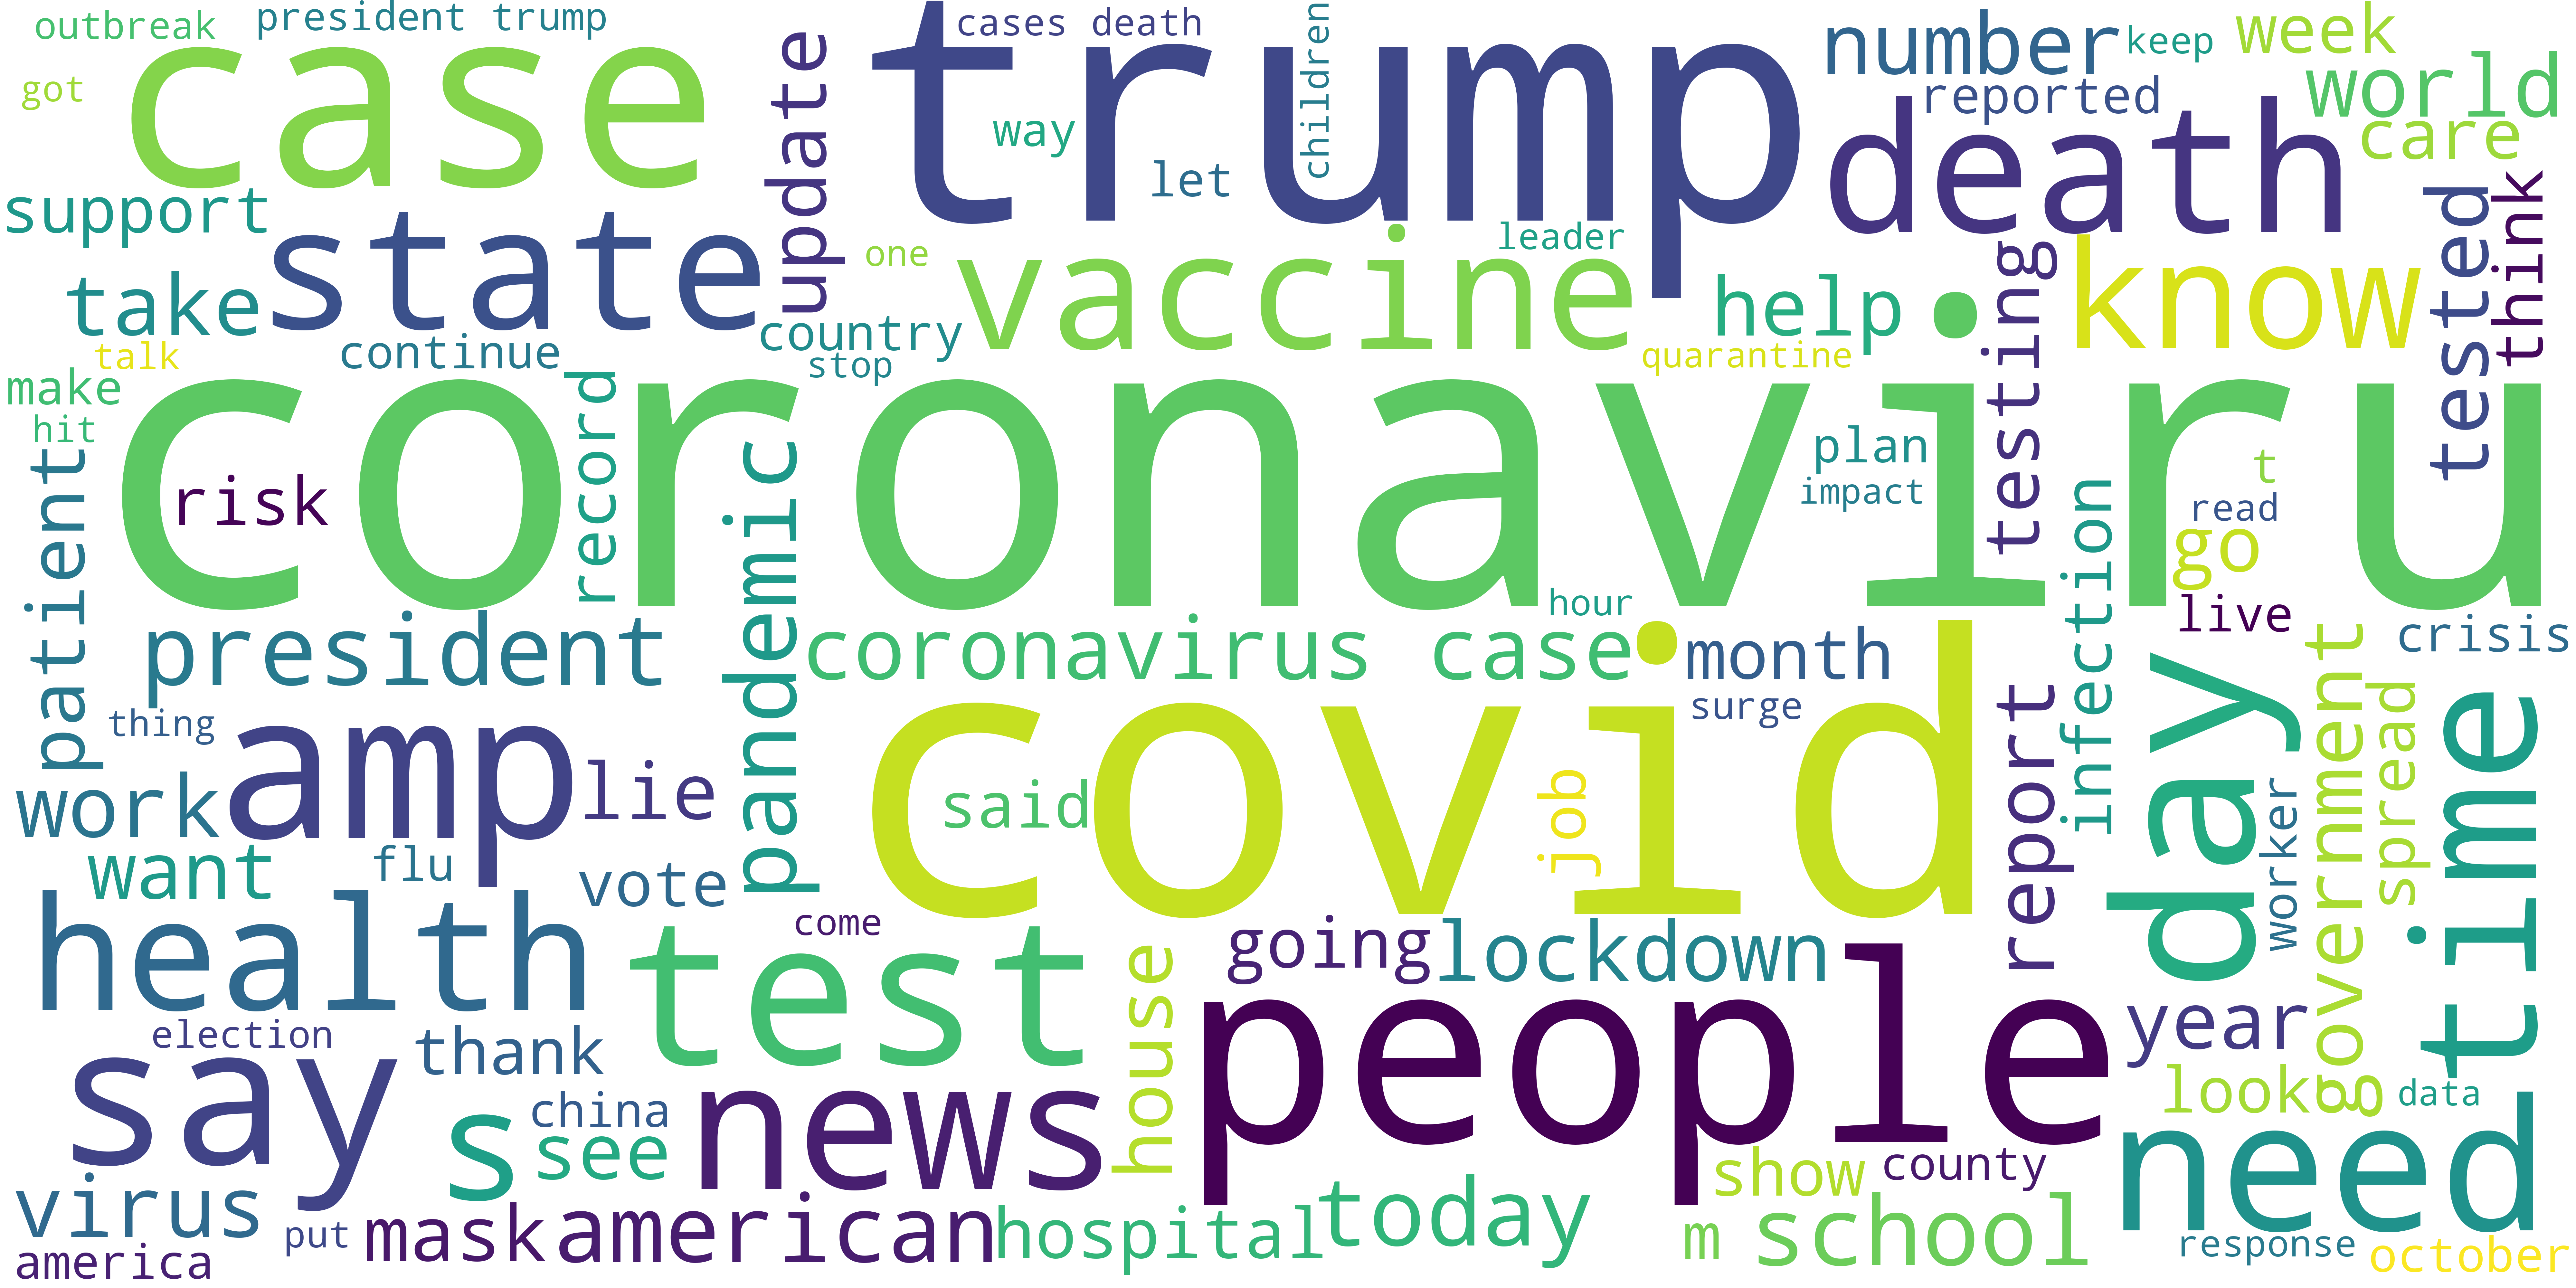 outbreak
president trump
cases death
children
number
keep
week
got
case
update
trump
way
let
reported
world
death
care
support
state
one
vaccine
leader
help
testing
know
tested
think
take
country
stop
quarantine
talk
continue
make
hit
record
coronaviru
plan
impact
t
read
go
patient
risk
pandemic
hour
infection
live
president
coronavirus case
month
surge
crisis
thing
amp
lie
covid
said
job
report
day
government
spread
time
work
want
flu
vote
worker
come
health
test
house
going
lockdown
people
year
election
thank
say
s
china
see
news
look
data
need
virus
put
mask
american
hospital
today
show
county
m
school
america
response
october